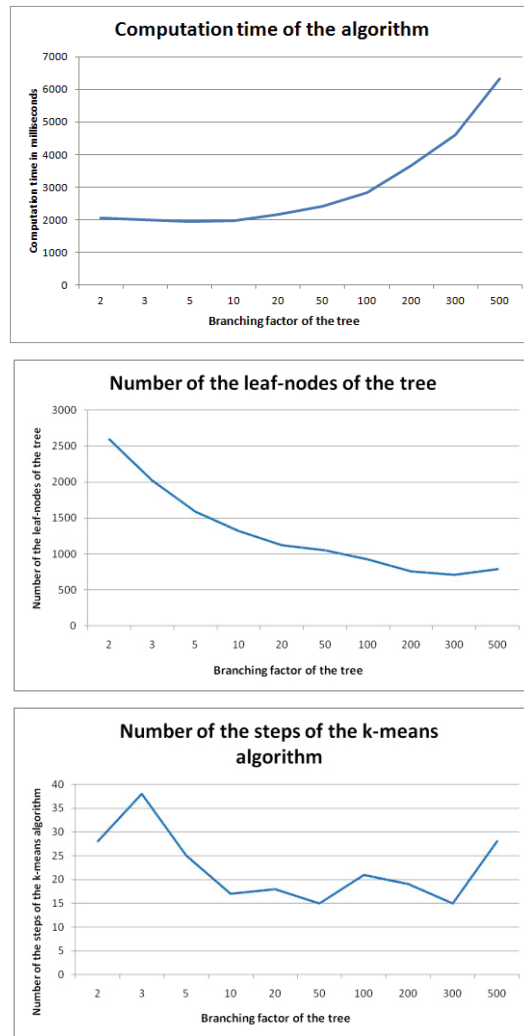 Computation time of the algorithm
7000
6000
5000
4000
3000
2000
1000
0
Computation time in milliseconds
2 3 5 10 20 50 100 200 300 500
Branching factor of the tree
Number of the leaf-nodes of the tree
3000
2500
2000
1500
1000
500
0
Number of the leaf-nodes of the tree
2 3 5 10 20 50 100 200 300 500
Branching factor of the tree
Number of the steps of the k-means
algorithm
40
35
30
25
20
15
10
5
0
Number of the steps of the k-means algorithm
2 3 5 10 20 50 100 200 300 500
Branching factor of the tree